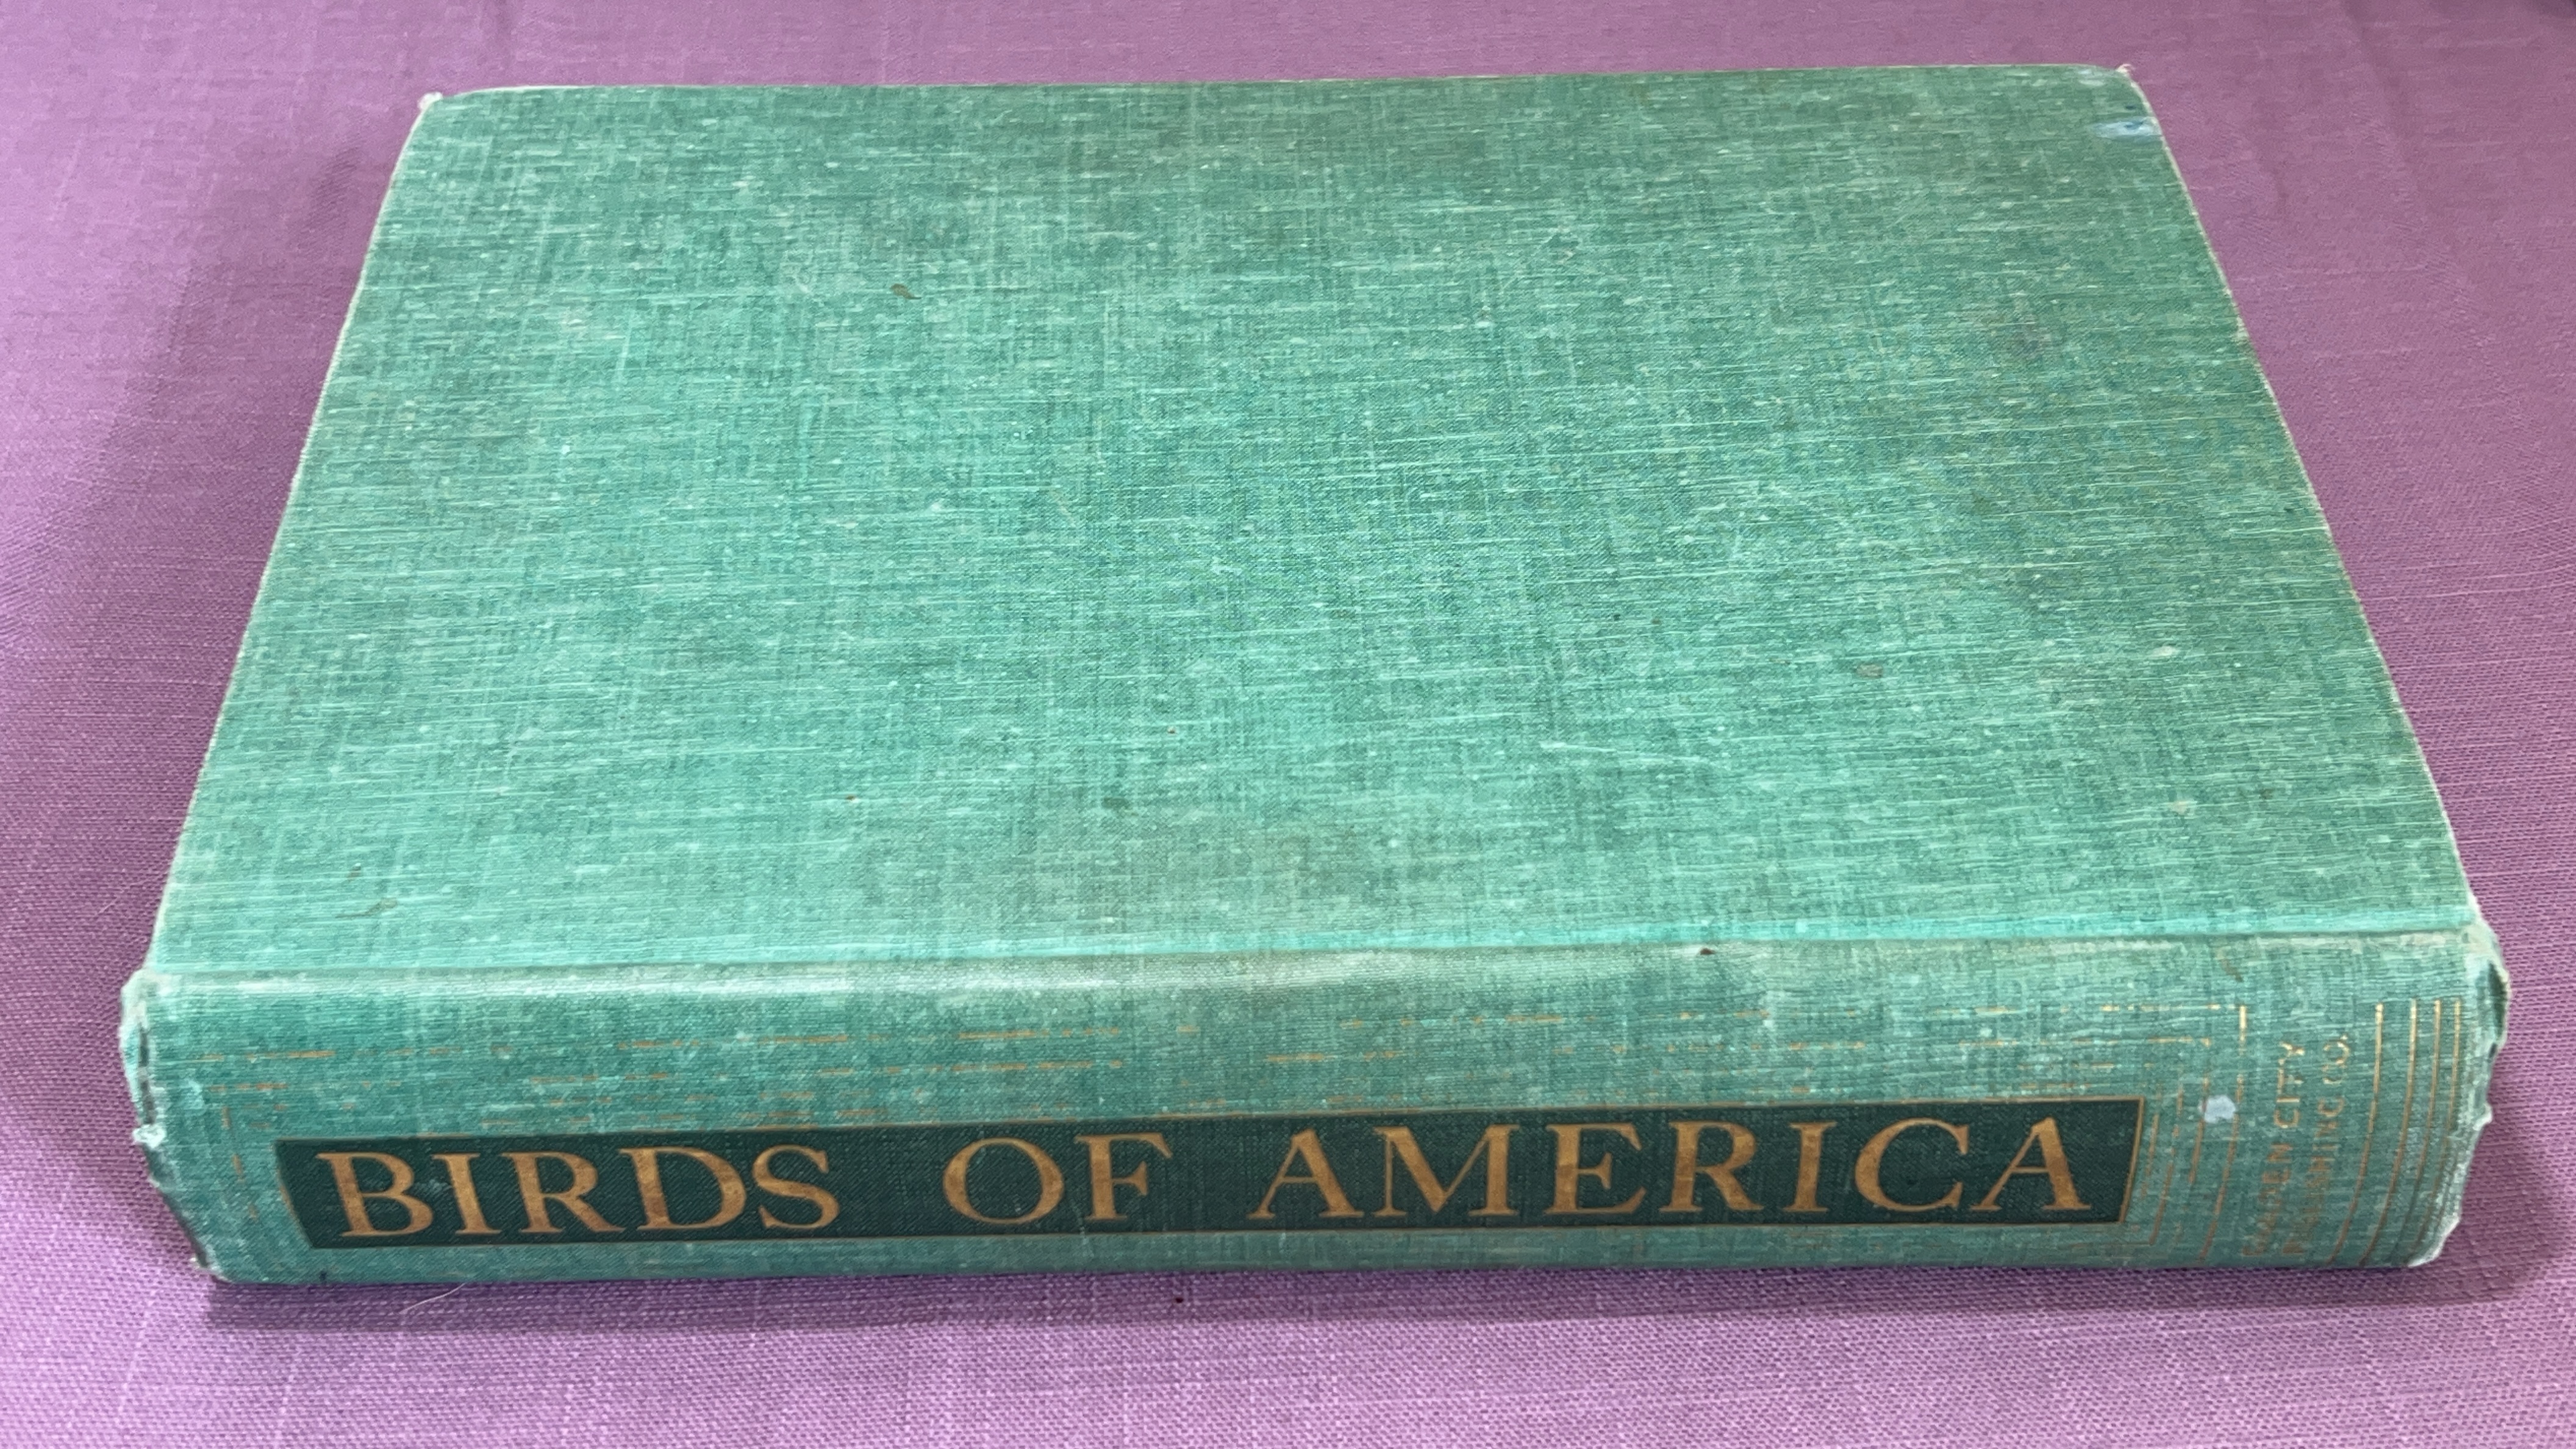 BIRDS OF AMERICA
GARDEN CITY
PUBLISHING CO.